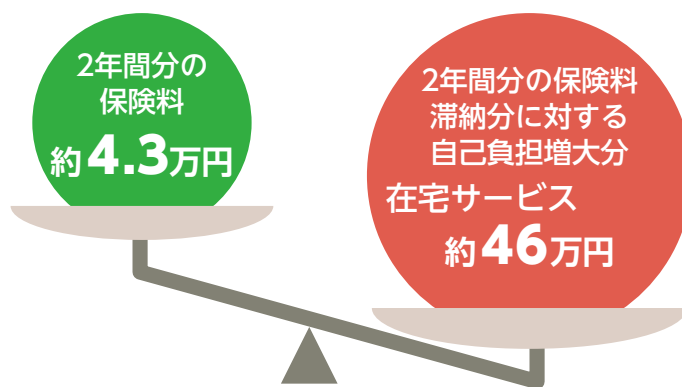 2年間分の
保険料
約4.3万円
2年間分の保険料
滞納分に対する
自己負担増大分
在宅サービス
約46万円